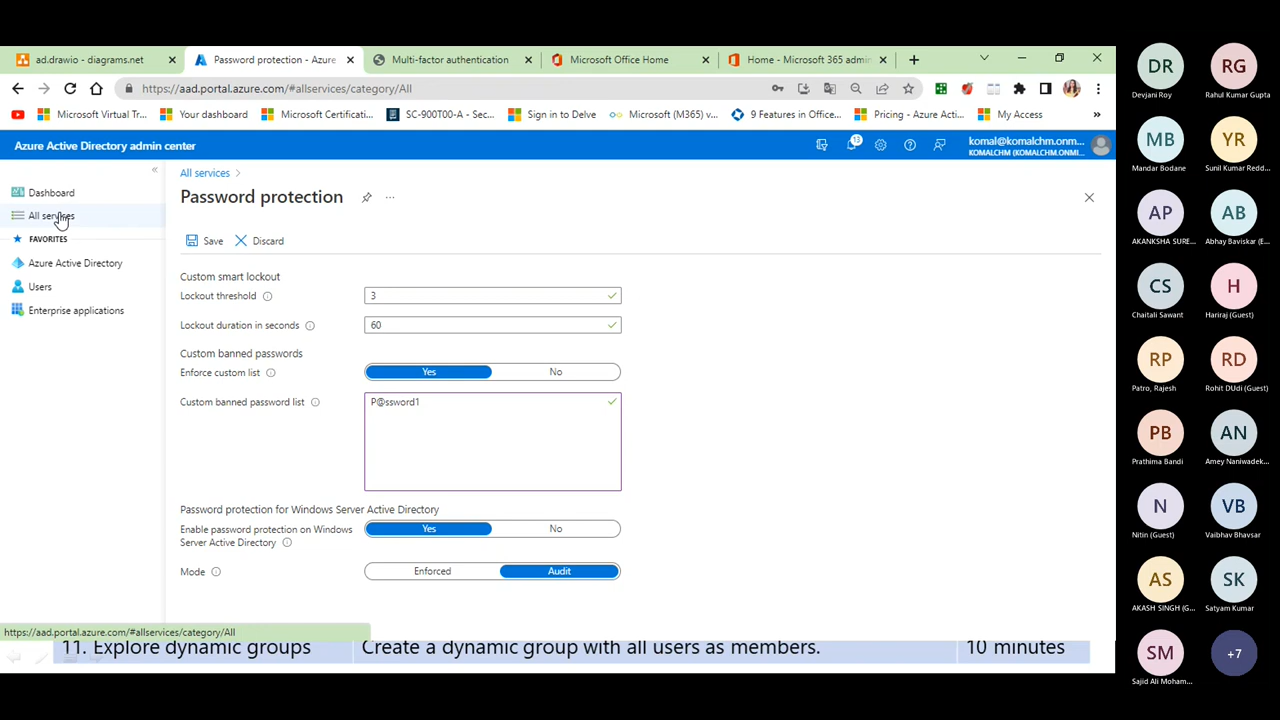 ad.drawio - diagrams.net
Password protection - Azure
Multi-factor authentication
Microsoft Office Home
Home - Microsoft 365 admin
https://aad.portal.azure.com/#allservices/category/All
Microsoft Virtual Tr...
Your dashboard
Microsoft Certificati...
SC-900T00-A - Sec...
Sign in to Delve
Microsoft (M365) v...
9 Features in Office...
Pricing - Azure Acti...
My Access
»
Azure Active Directory admin center
13
komal@komalchm.onm...
KOMALCHM (KOMALCHM.ONMI...
«
Dashboard
All services
FAVORITES
Azure Active Directory
Users
Enterprise applications
All services >
Password protection
...
Save
Discard
Custom smart lockout
Lockout threshold
3
Lockout duration in seconds
60
Custom banned passwords
Enforce custom list
Yes
No
Custom banned password list
P@ssword1
Password protection for Windows Server Active Directory
Enable password protection on Windows
Server Active Directory
Yes
No
Mode
Enforced
Audit
https://aad.portal.azure.com/#allservices/category/All
11. Explore dynamic groups
Create a dynamic group with all users as members.
10 minutes
DR
Devjani Roy
RG
Rahul Kumar Gupta
MB
Mandar Bodane
YR
Sunil Kumar Redd...
AP
AKANKSHA SURE...
AB
Abhay Baviskar (E...
CS
Chaitali Sawant
H
Hariraj (Guest)
RP
Patro, Rajesh
RD
Rohit DUdi (Guest)
PB
Prathima Bandi
AN
Amey Naniwadek...
N
Nitin (Guest)
VB
Vaibhav Bhavsar
AS
AKASH SINGH (G...
SK
Satyam Kumar
SM
Sajid Ali Moham...
+7